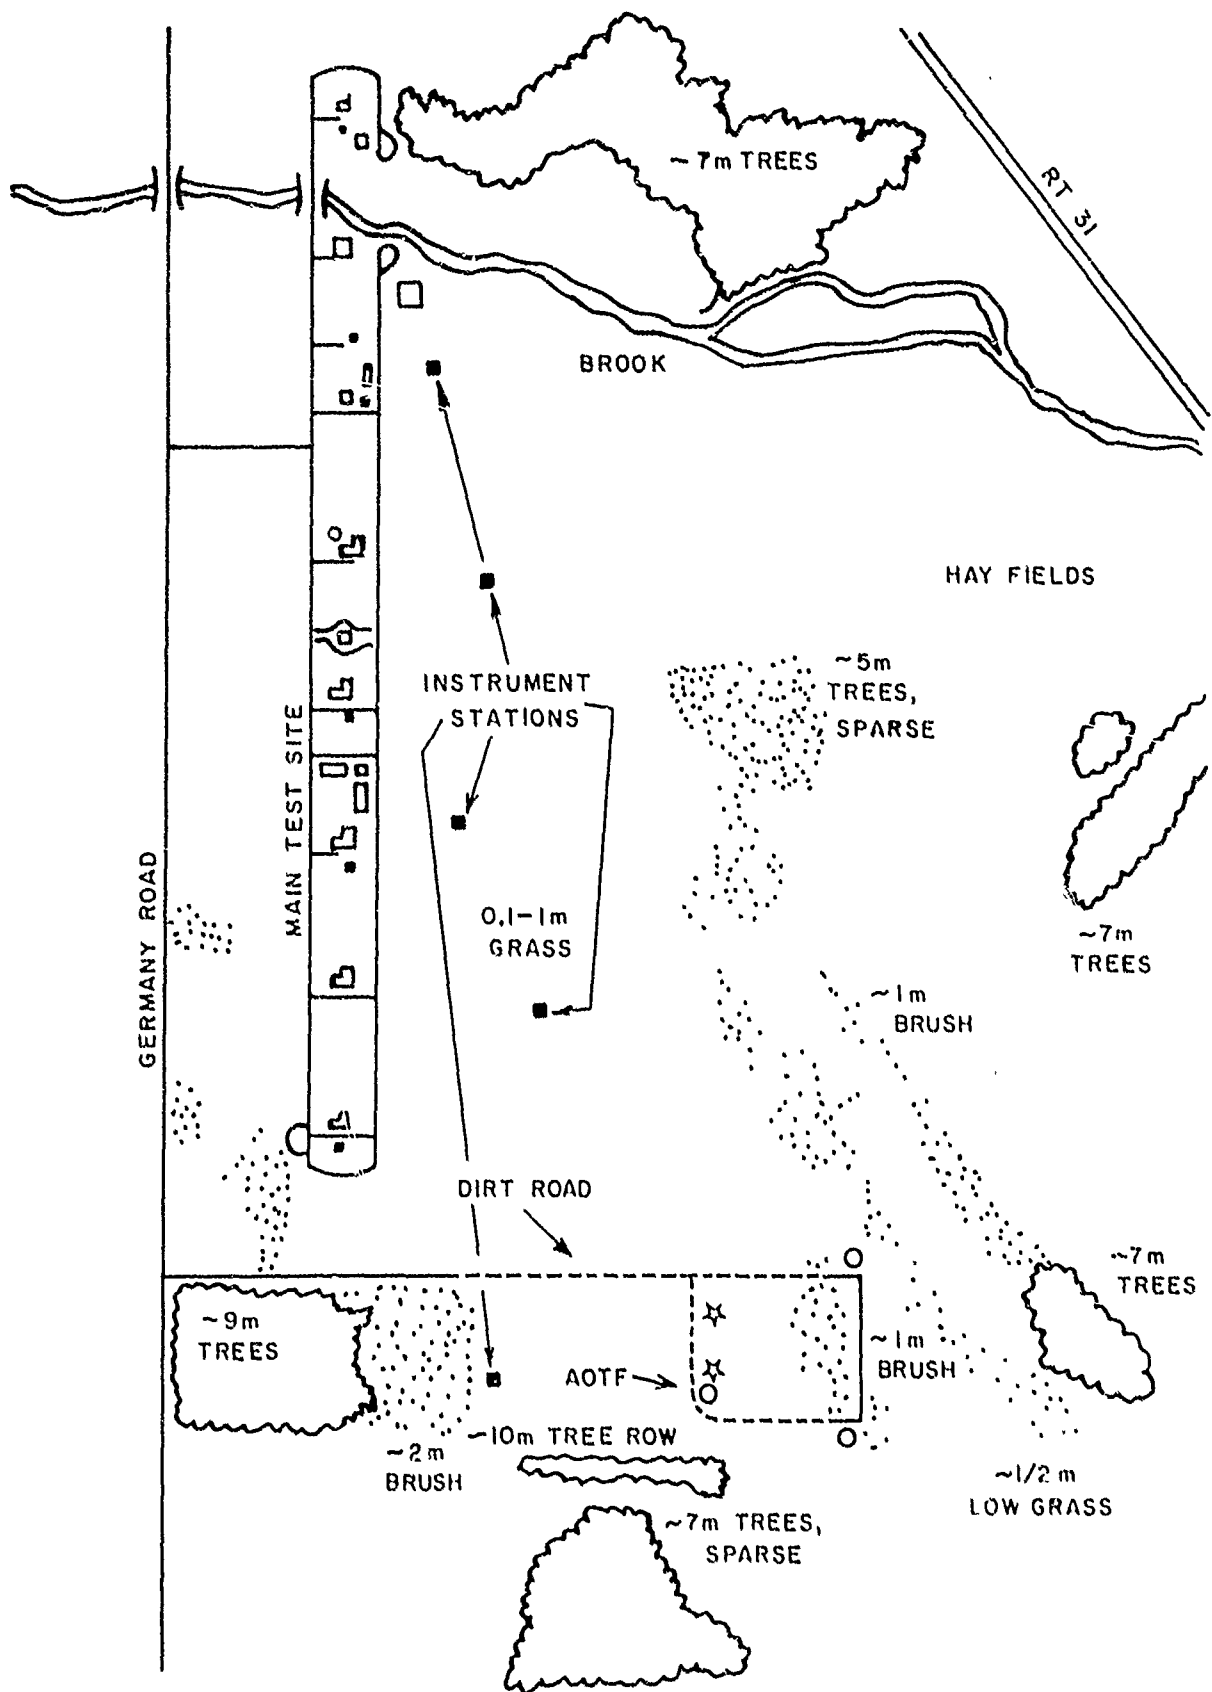 ~7m TREES
RT 31
BROOK
HAY FIELDS
~5m
TREES,
SPARSE
INSTRUMENT
STATIONS
MAIN TEST SITE
GERMANY ROAD
0.1-1m
GRASS
~7m
TREES
~1m
BRUSH
DIRT ROAD
~7m
TREES
~9m
TREES
~1m
BRUSH
AOTF
~10m TREE ROW
~2m
BRUSH
~1/2 m
LOW GRASS
~7m TREES,
SPARSE